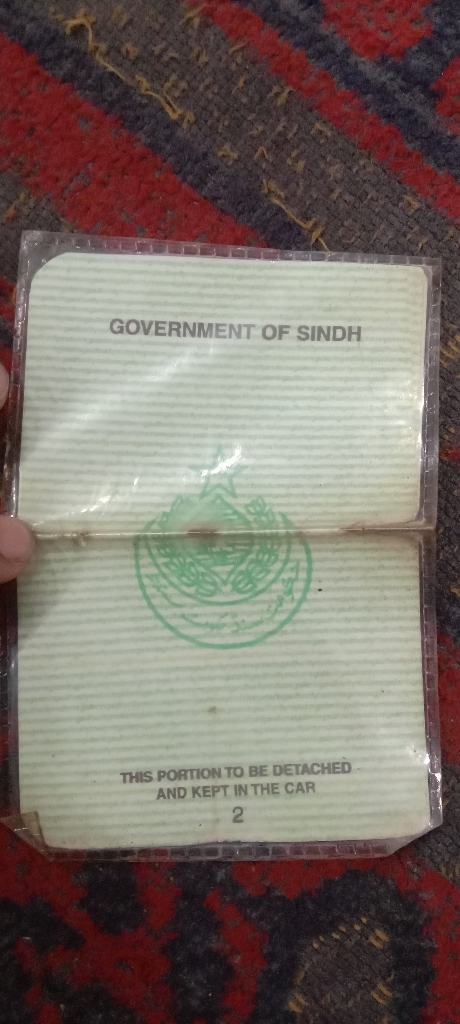 GOVERNMENT OF SINDH
THIS PORTION TO BE DETACHED
AND KEPT IN THE CAR
2